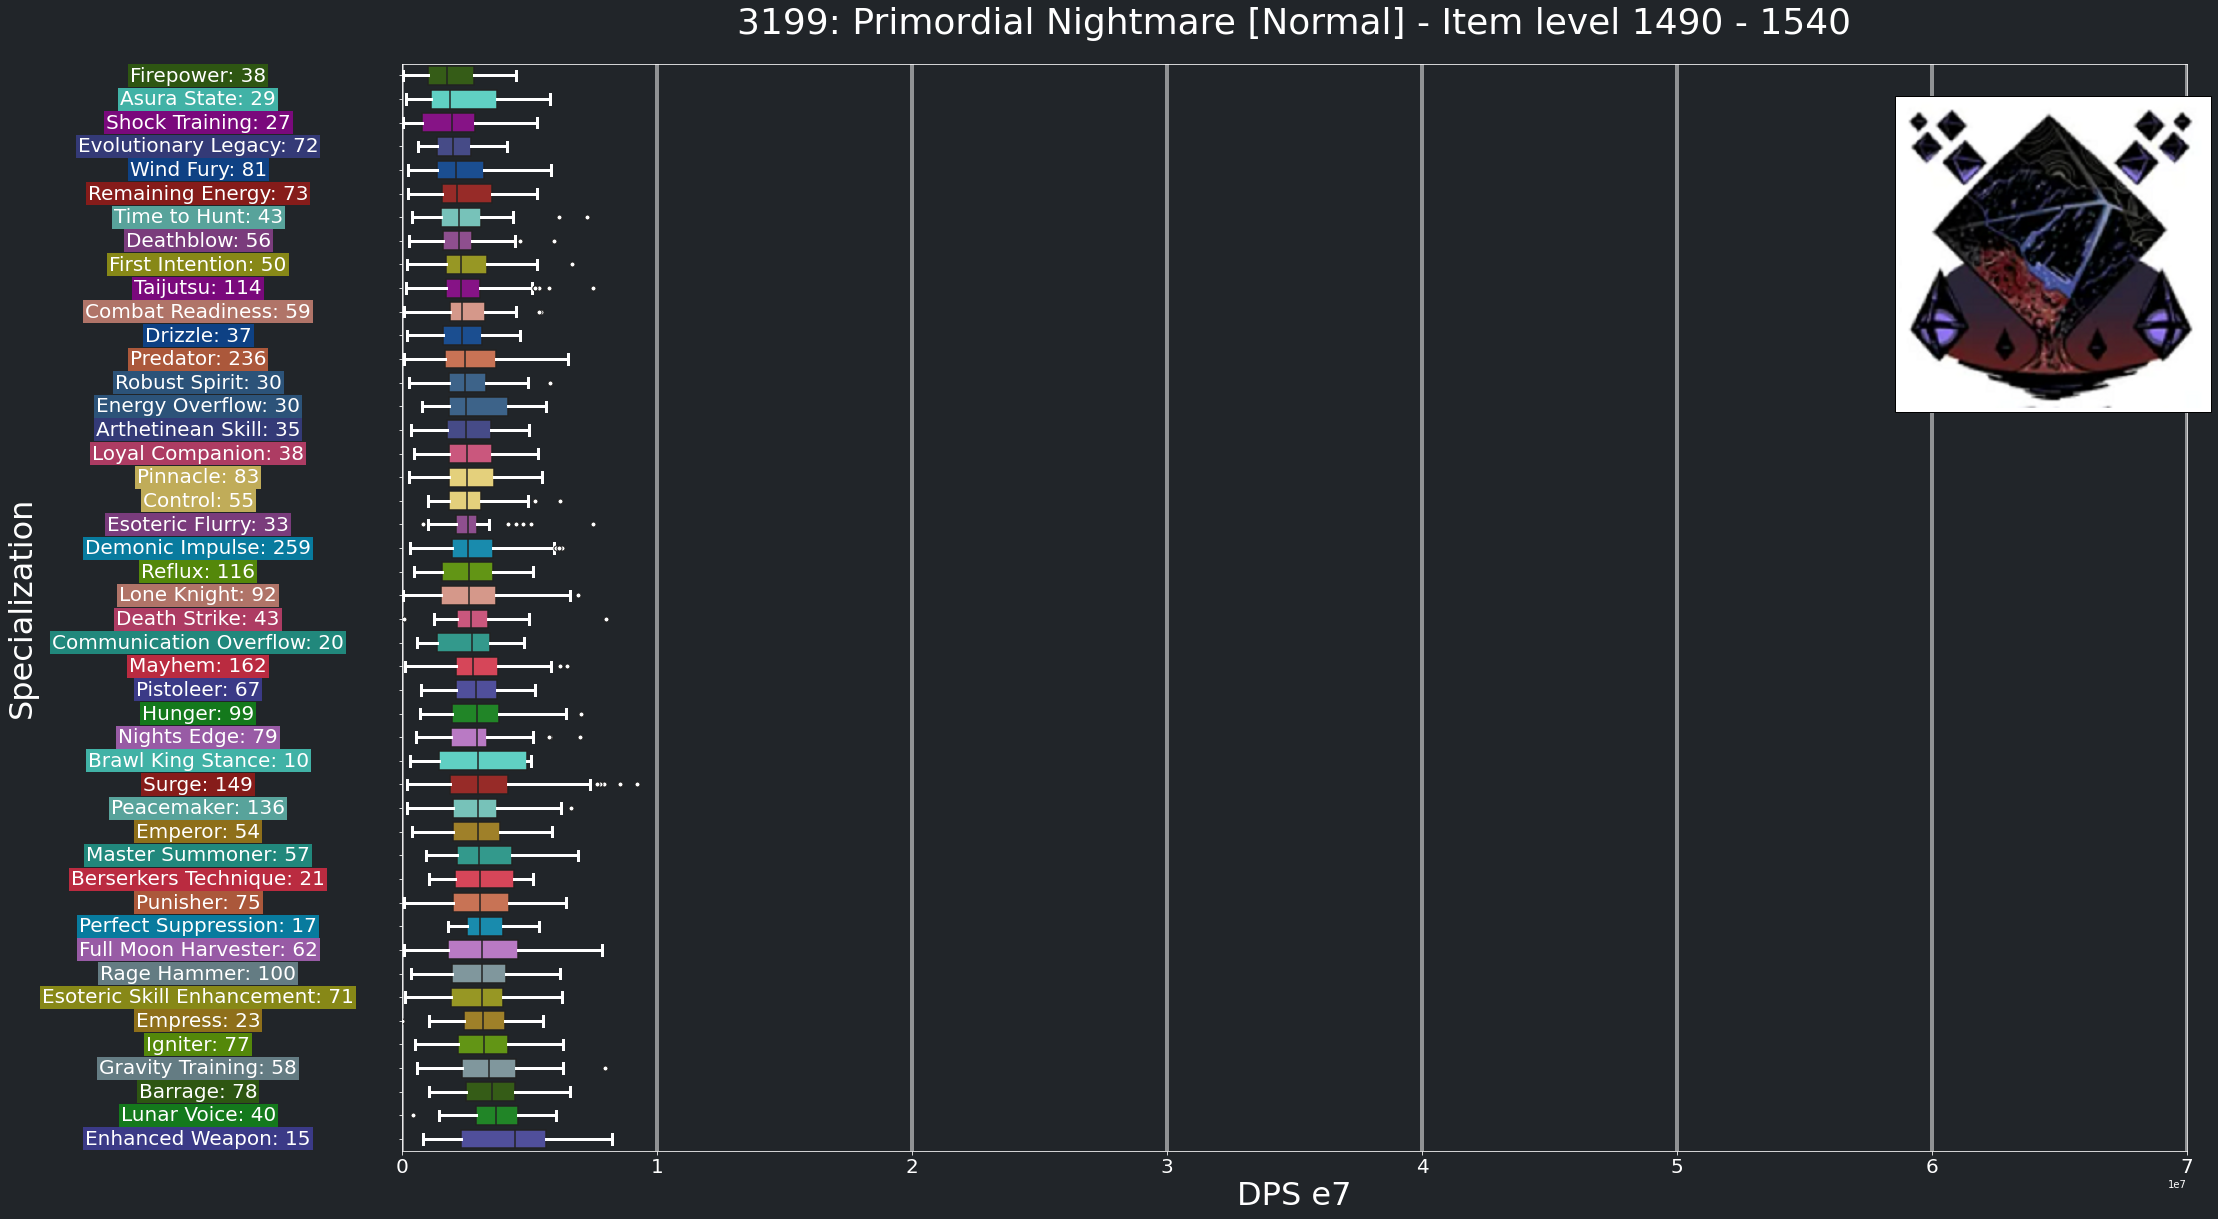 3199: Primordial Nightmare [Normal] - Item level 1490 - 1540
Firepower: 38
Asura State: 29
Shock Training: 27
Evolutionary Legacy: 72
Wind Fury: 81
Remaining Energy: 73
Time to Hunt: 43
Deathblow: 56
First Intention: 50
Taijutsu: 114
Combat Readiness: 59
Drizzle: 37
Predator: 236
Robust Spirit: 30
Energy Overflow: 30
Arthetinean Skill: 35
Loyal Companion: 38
Pinnacle: 83
Control: 55
Esoteric Flurry: 33
Demonic Impulse: 259
Reflux: 116
Lone Knight: 92
Death Strike: 43
Communication Overflow: 20
Mayhem: 162
Pistoleer: 67
Hunger: 99
Nights Edge: 79
Brawl King Stance: 10
Surge: 149
Peacemaker: 136
Emperor: 54
Master Summoner: 57
Berserkers Technique: 21
Punisher: 75
Perfect Suppression: 17
Full Moon Harvester: 62
Rage Hammer: 100
Esoteric Skill Enhancement: 71
Empress: 23
Igniter: 77
Gravity Training: 58
Barrage: 78
Lunar Voice: 40
Enhanced Weapon: 15
Specialization
0 1 2 3 4 5 6 7
1e7
DPS e7